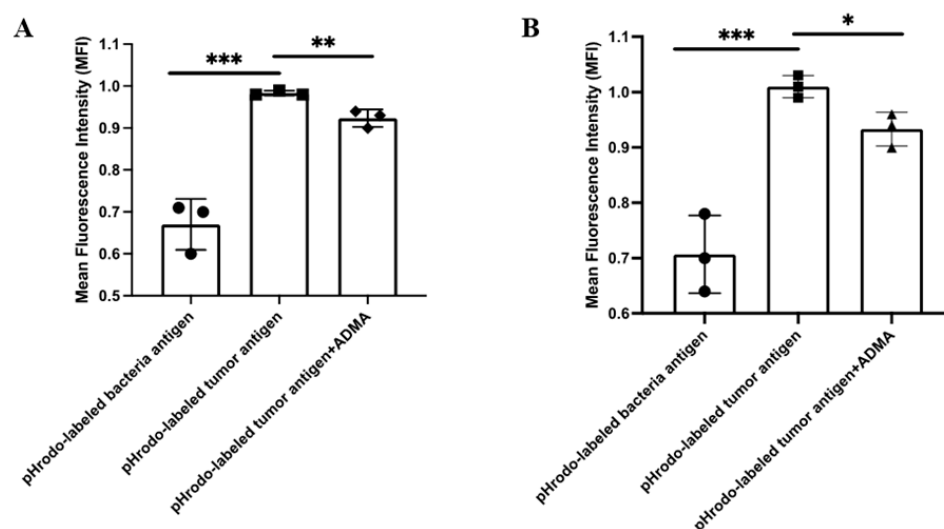 A
Mean Fluorescence Intensity (MFI)
1.1
1.0
0.9
0.8
0.7
0.6
0.5
***
**
pHrodo-labeled bacteria antigen
pHrodo-labeled tumor antigen
pHrodo-labeled tumor antigen+ADMA
B
Mean Fluorescence Intensity (MFI)
1.1
1.0
0.9
0.8
0.7
0.6
***
*
pHrodo-labeled bacteria antigen
pHrodo-labeled tumor antigen
pHrodo-labeled tumor antigen+ADMA